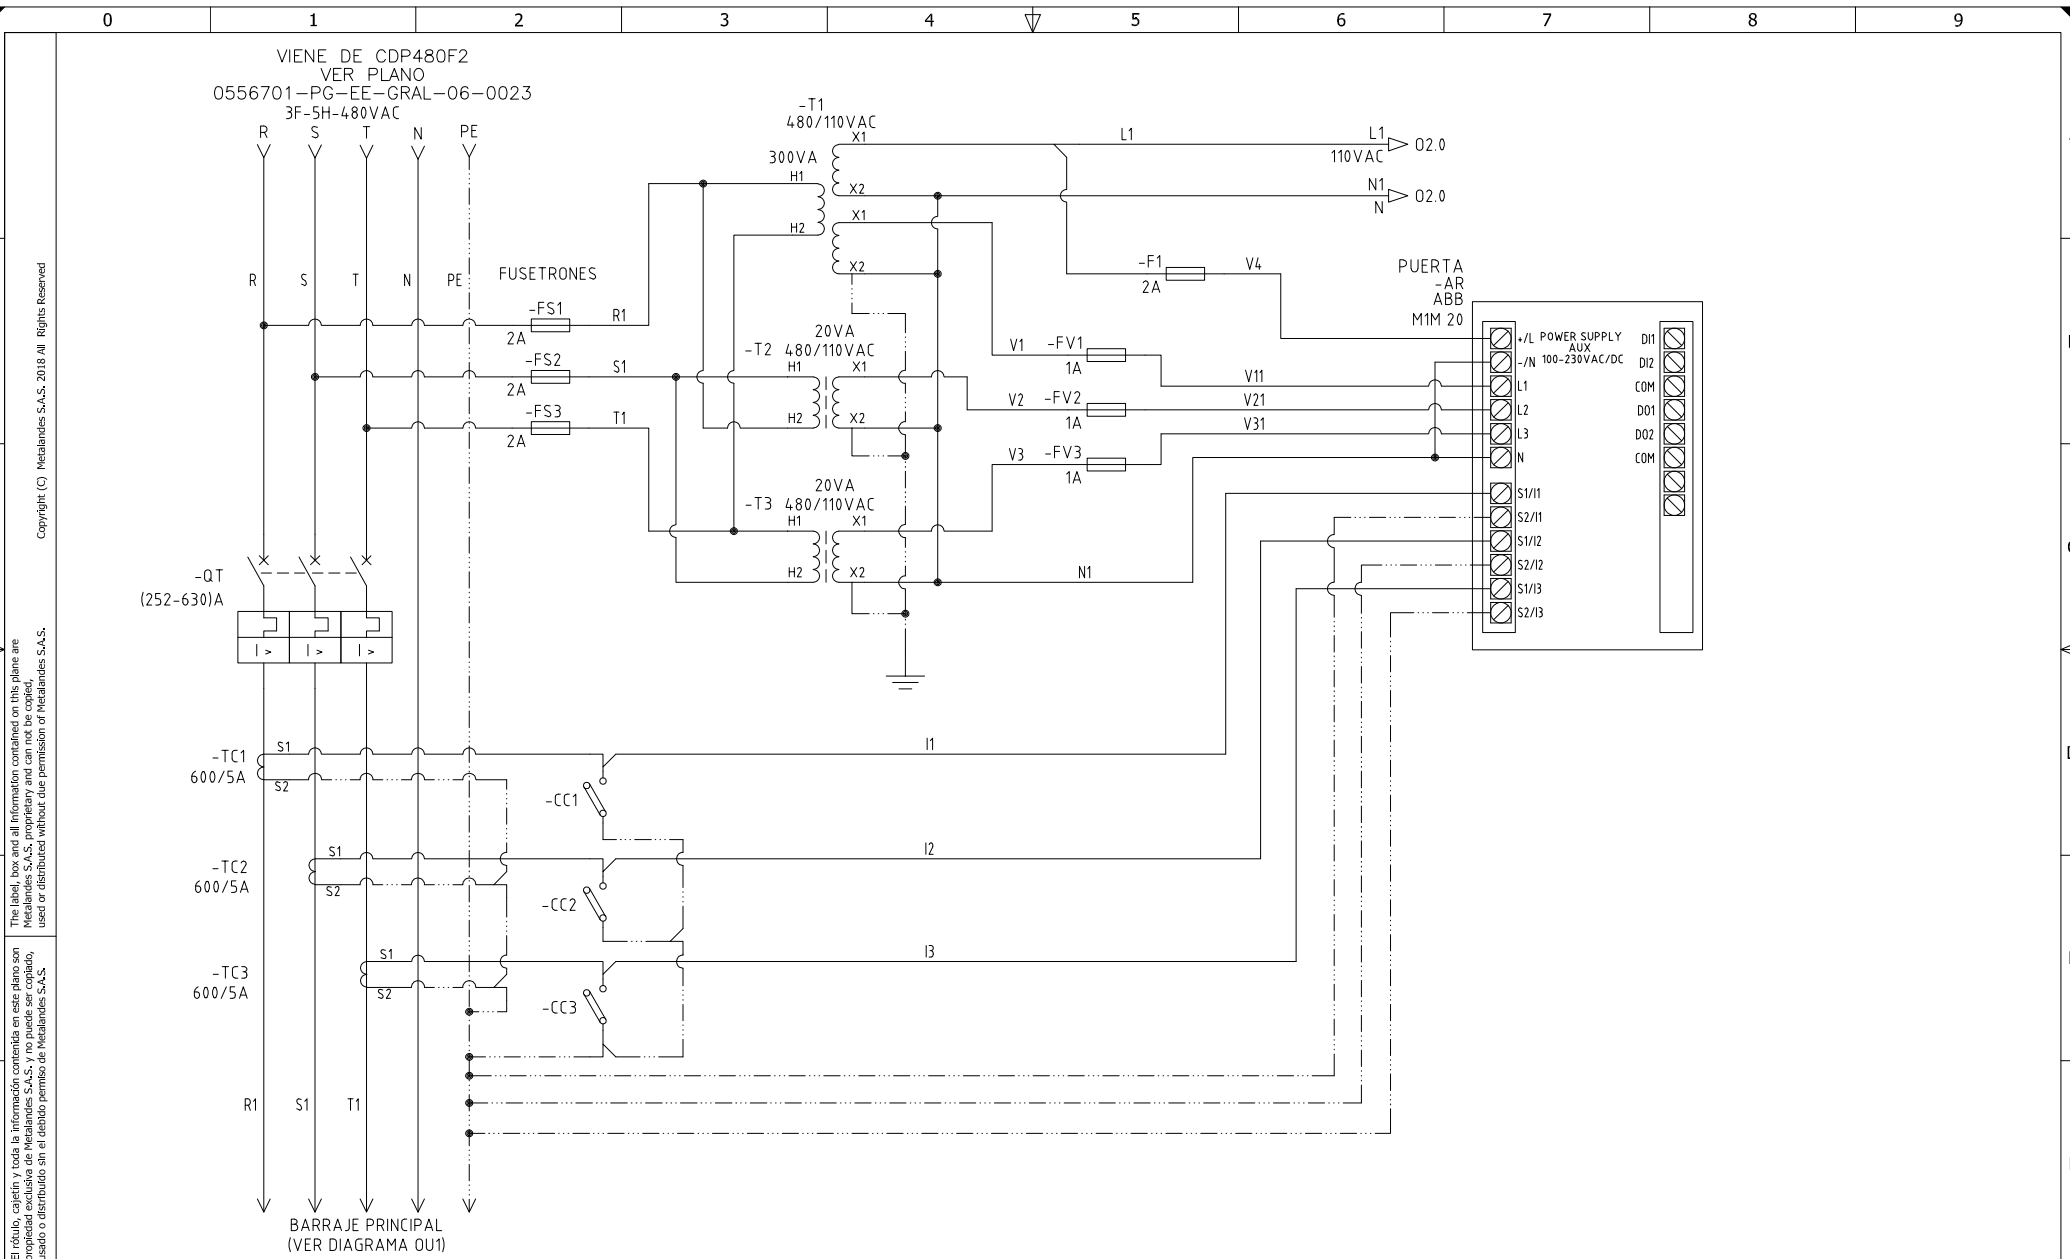 0 1 2 3 4 5 6 7 8 9
VIENE DE CDP480F2
VER PLANO
0556701-PG-EE-GRAL-06-0023
3F-5H-480VAC
R S T N PE
R S T N PE
FUSETRONES
-FS1
2A
R1
-FS2
2A
S1
-FS3
2A
T1
-T1
480/110VAC
300VA
H1
H2
X1
X2
X1
X2
L1
L1
110VAC
02.0
N1
N
02.0
20VA
-T2 480/110VAC
H1 X1
H2 X2
20VA
-T3 480/110VAC
H1 X1
H2 X2
-F1
2A
V4
V1 -FV1
1A
V11
V2 -FV2
1A
V21
V3 -FV3
1A
V31
N1
PUERTA
-AR
ABB
M1M 20
+/L POWER SUPPLY
AUX
-/N 100-230VAC/DC
L1
L2
L3
N
S1/I1
S2/I1
S1/I2
S2/I2
S1/I3
S2/I3
DI1
DI2
COM
DO1
DO2
COM
-QT
(252-630)A
I > I > I >
-TC1
600/5A
S1
S2
-CC1
I1
-TC2
600/5A
S1
S2
-CC2
I2
-TC3
600/5A
S1
S2
-CC3
I3
R1 S1 T1
BARRAJE PRINCIPAL
(VER DIAGRAMA 0U1)
Copyright (C) Metalandes S.A.S. 2018 All Rights Reserved
The label, box and all information contained on this plane are
Metalandes S.A.S. proprietary and can not be copied,
used or distributed without due permission of Metalandes S.A.S.
El rótulo, cajetín y toda la información contenida en este plano son
propiedad exclusiva de Metalandes S.A.S. y no puede ser copiado,
usado o distribuido sin el debido permiso de Metalandes S.A.S.